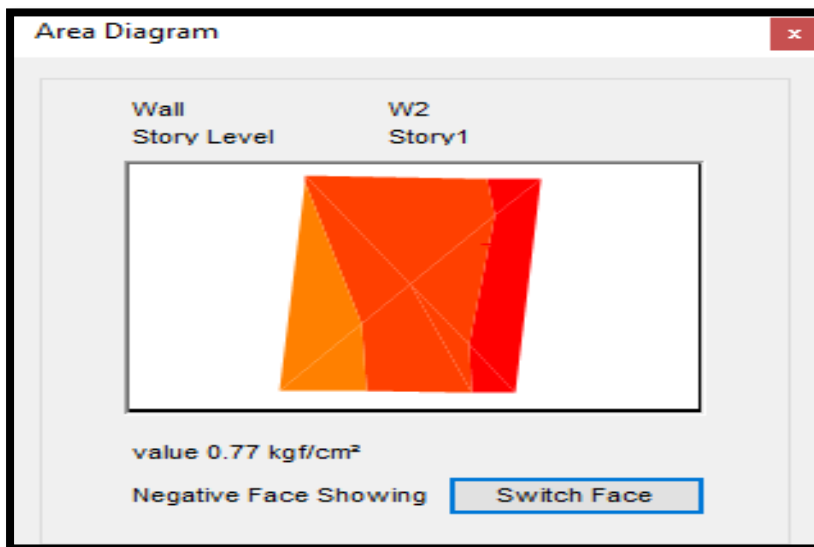 Area Diagram x
Wall W2
Story Level Story1
value 0.77 kgf/cm²
Negative Face Showing Switch Face